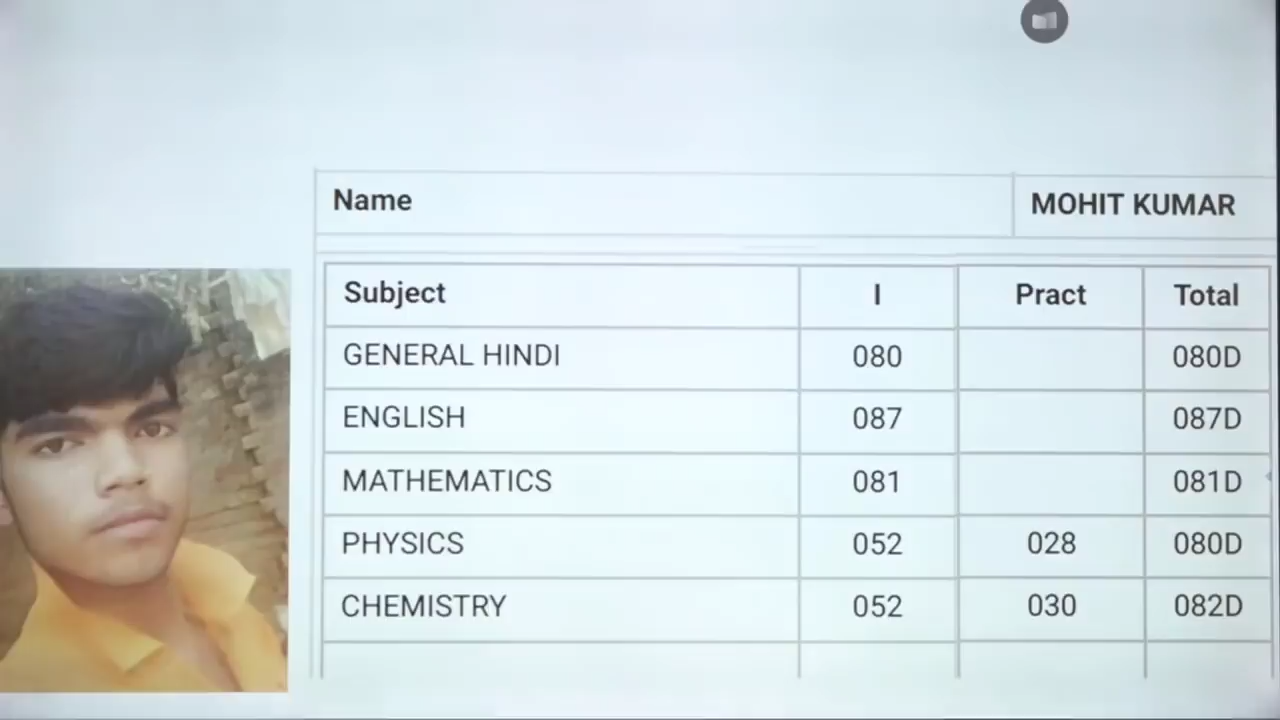 Name MOHIT KUMAR
Subject I Pract Total
GENERAL HINDI 080 080D
ENGLISH 087 087D
MATHEMATICS 081 081D
PHYSICS 052 028 080D
CHEMISTRY 052 030 082D